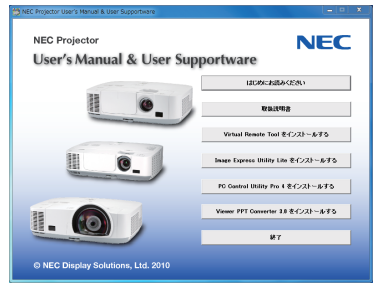 NEC Projector User's Manual & User Supportware
NEC Projector
NEC
User's Manual & User Supportware
はじめにお読みください
取扱説明書
Virtual Remote Tool をインストールする
Image Express Utility Lite をインストールする
PC Control Utility Pro 4 をインストールする
Viewer PPT Converter 3.0 をインストールする
終了
© NEC Display Solutions, Ltd. 2010